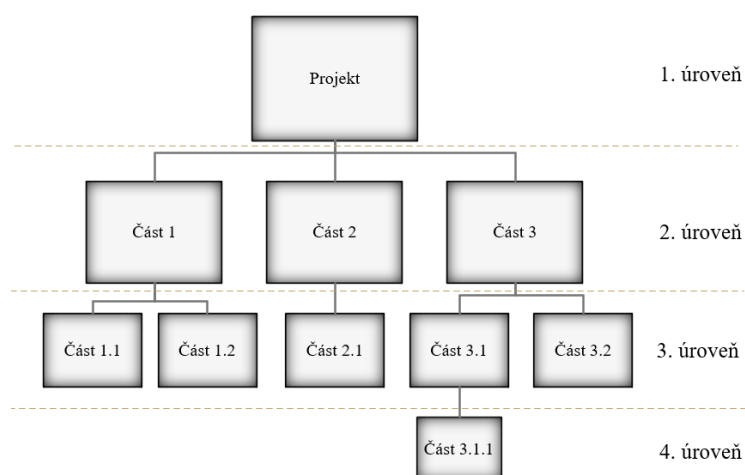 Projekt
1. úroveň
Část 1
Část 2
Část 3
2. úroveň
Část 1.1
Část 1.2
Část 2.1
Část 3.1
Část 3.2
3. úroveň
Část 3.1.1
4. úroveň